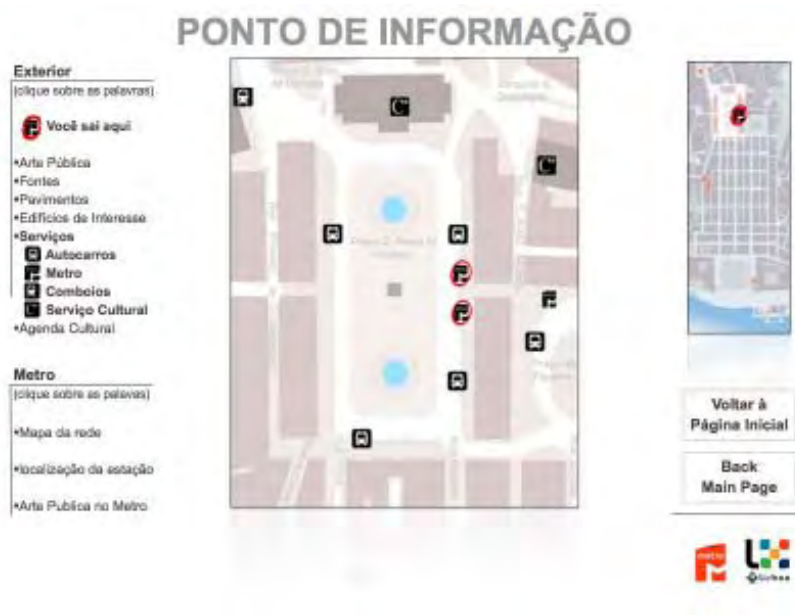 PONTO DE INFORMAÇÃO
Exterior
(clique sobre as palavras)
Você sai aqui
•Arte Pública
•Fontes
•Pavimentos
•Edifícios de Interesse
•Serviços
Autocarros
Metro
Comboios
Serviço Cultural
•Agenda Cultural
Metro
(clique sobre as palavas)
•Mapa da rede
•localização da estação
•Arte Publica no Metro
Voltar à
Página Inicial
Back
Main Page
metro
Lisboa